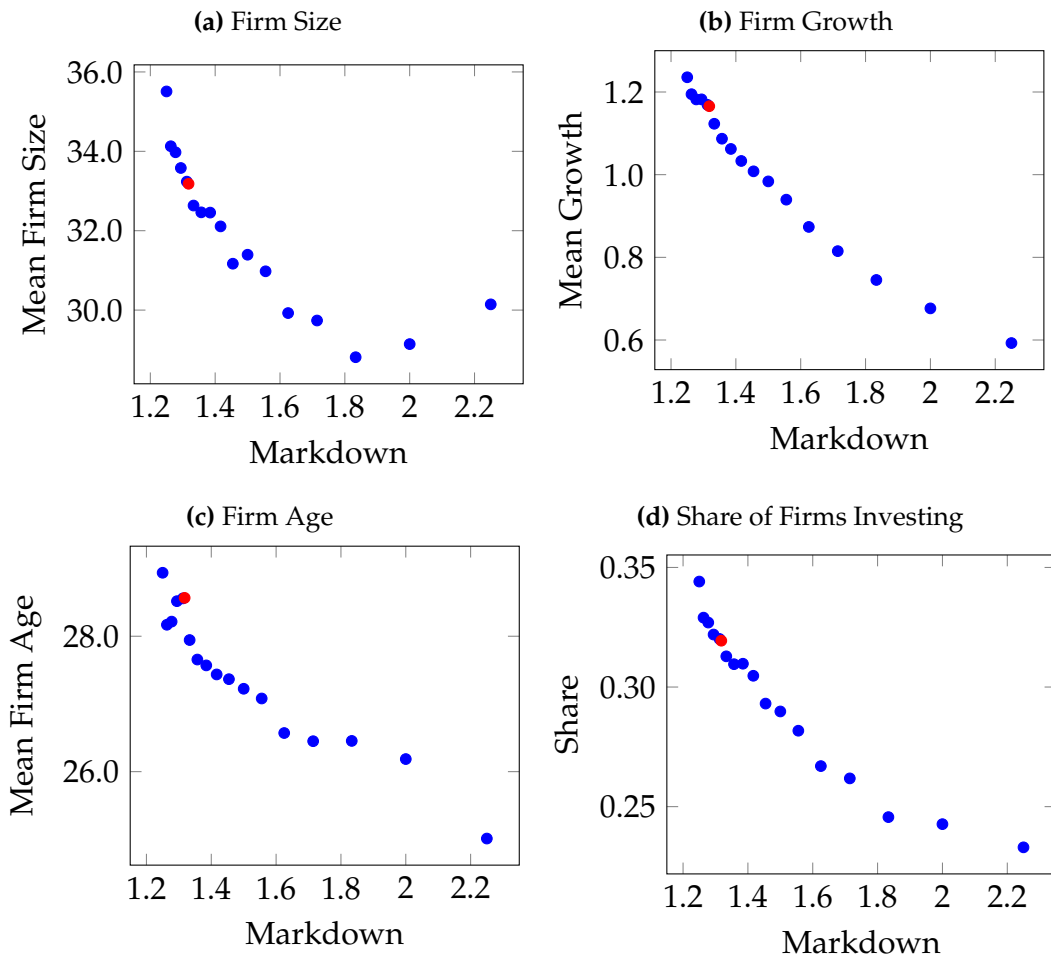 (a) Firm Size
36.0
34.0
32.0
30.0
Mean Firm Size
1.2 1.4 1.6 1.8 2 2.2
Markdown
(b) Firm Growth
1.2
1.0
0.8
0.6
Mean Growth
1.2 1.4 1.6 1.8 2 2.2
Markdown
(c) Firm Age
28.0
26.0
Mean Firm Age
1.2 1.4 1.6 1.8 2 2.2
Markdown
(d) Share of Firms Investing
0.35
0.30
0.25
Share
1.2 1.4 1.6 1.8 2 2.2
Markdown